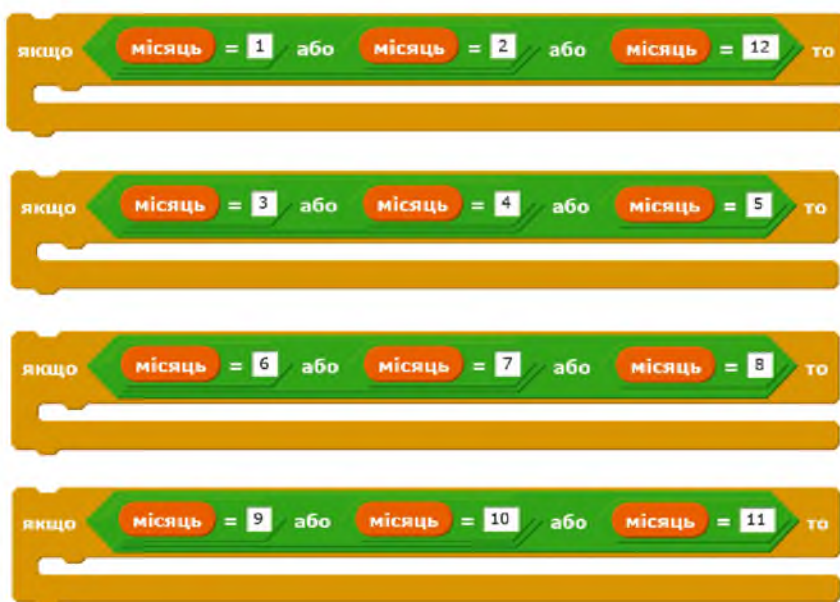 якщо місяць = 1 або місяць = 2 або місяць = 12 то
якщо місяць = 3 або місяць = 4 або місяць = 5 то
якщо місяць = 6 або місяць = 7 або місяць = 8 то
якщо місяць = 9 або місяць = 10 або місяць = 11 то